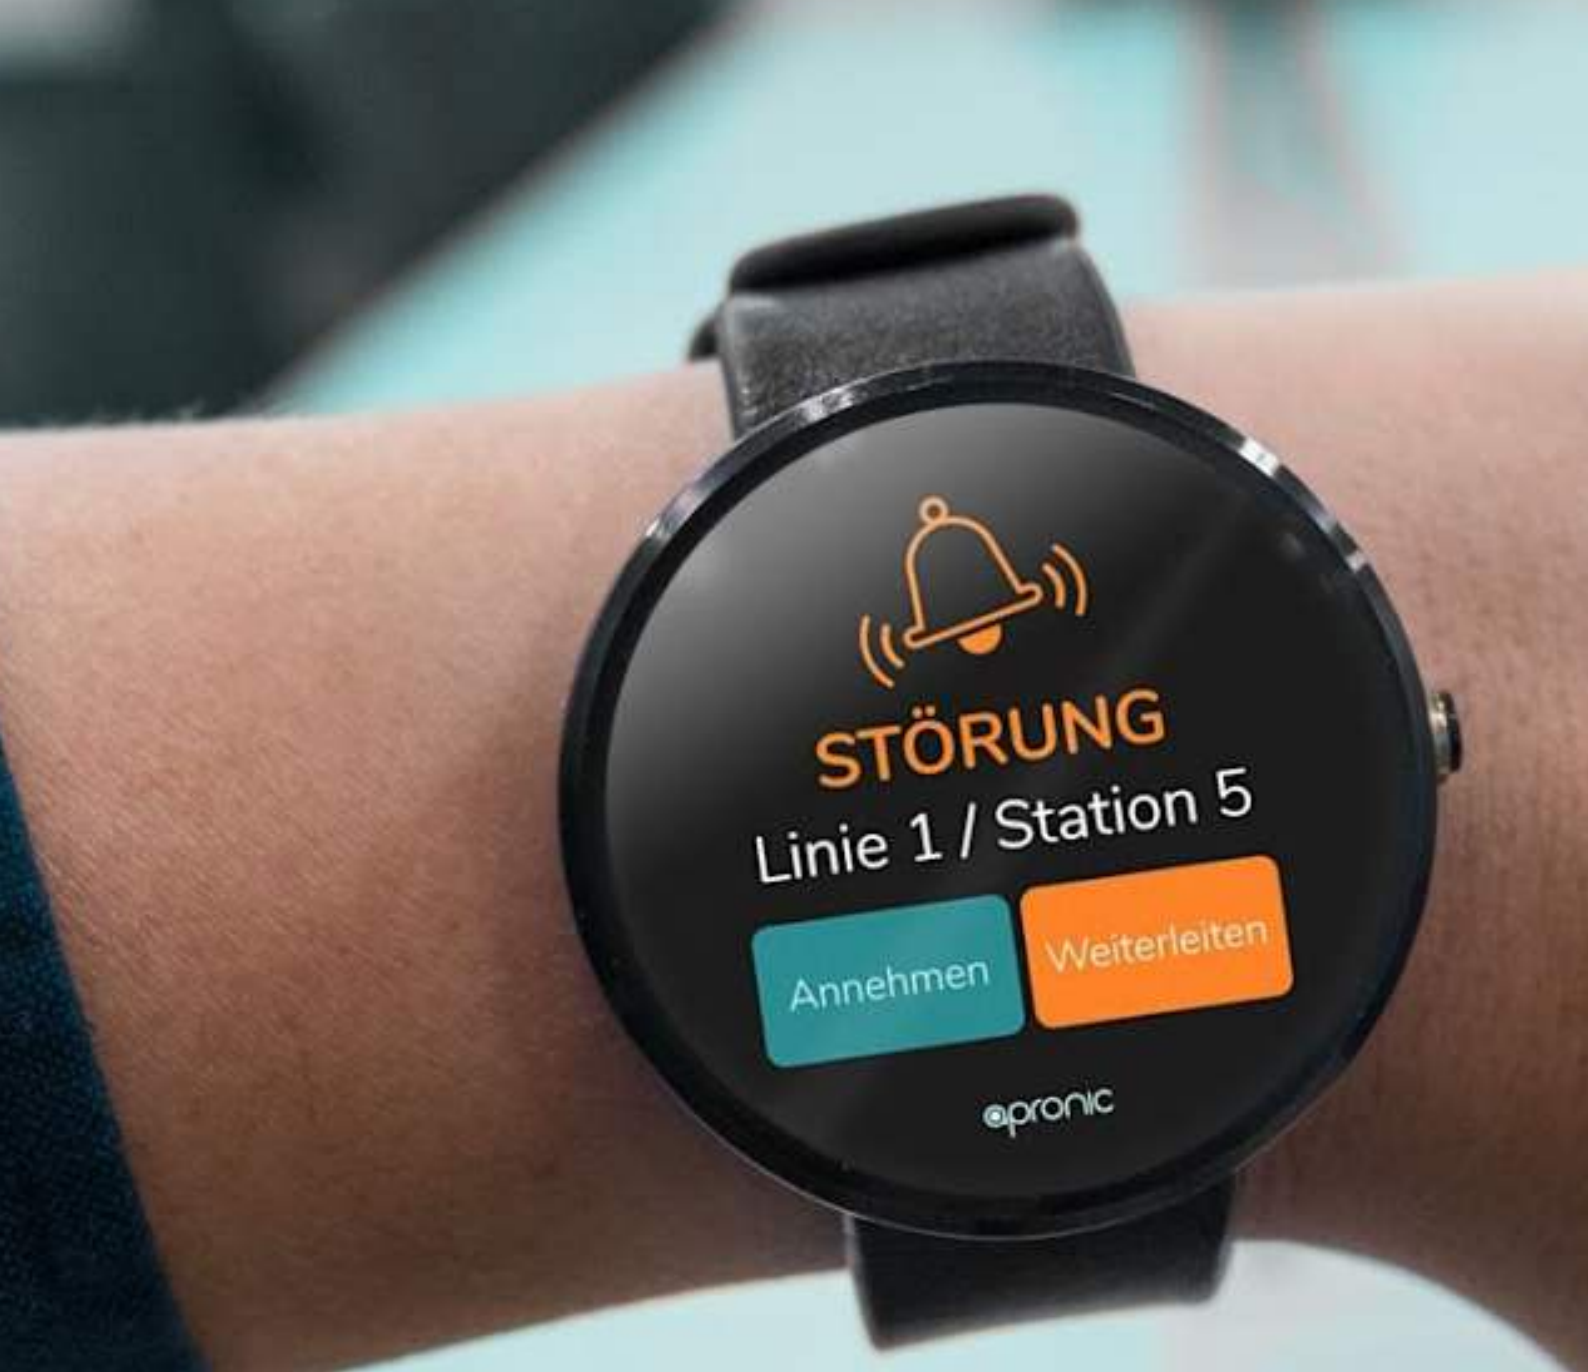 STÖRUNG
Linie 1 / Station 5
Annehmen
Weiterleiten
apronic